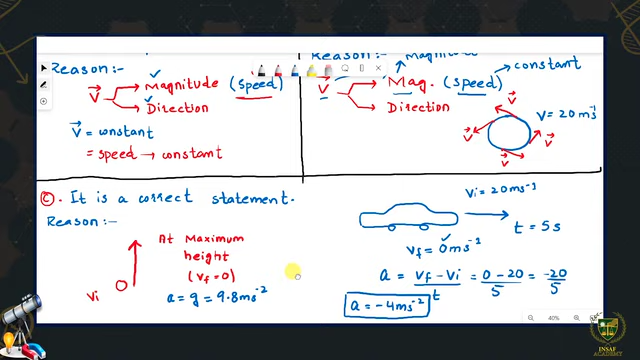 Reason:-
V⃗ Magnitude (speed)
Direction
V⃗ = constant
= speed → constant
Reason:-
Magnitude
V⃗ Mag. (speed) constant
Direction
V⃗
V⃗
V⃗
V⃗
V = 20 ms⁻¹
C. It is a correct statement.
Reason:-
At Maximum
height
(Vf = 0)
Vi
a = g = 9.8ms⁻²
Vi = 20ms⁻¹
t = 5s
Vf = 0ms⁻¹
a = Vf - Vi / t = 0 - 20 / 5 = -20 / 5
a = -4ms⁻²
40%
INSAF
ACADEMY